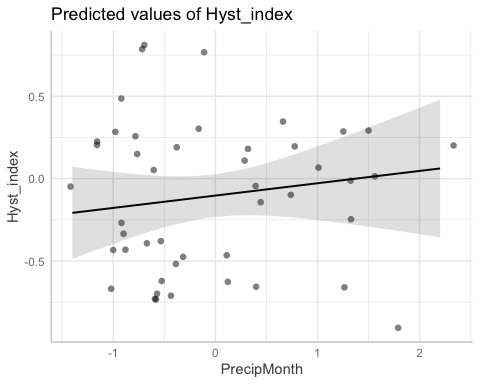 Predicted values of Hyst_index
Hyst_index
0.5
0.0
-0.5
-1
0
1
2
PrecipMonth